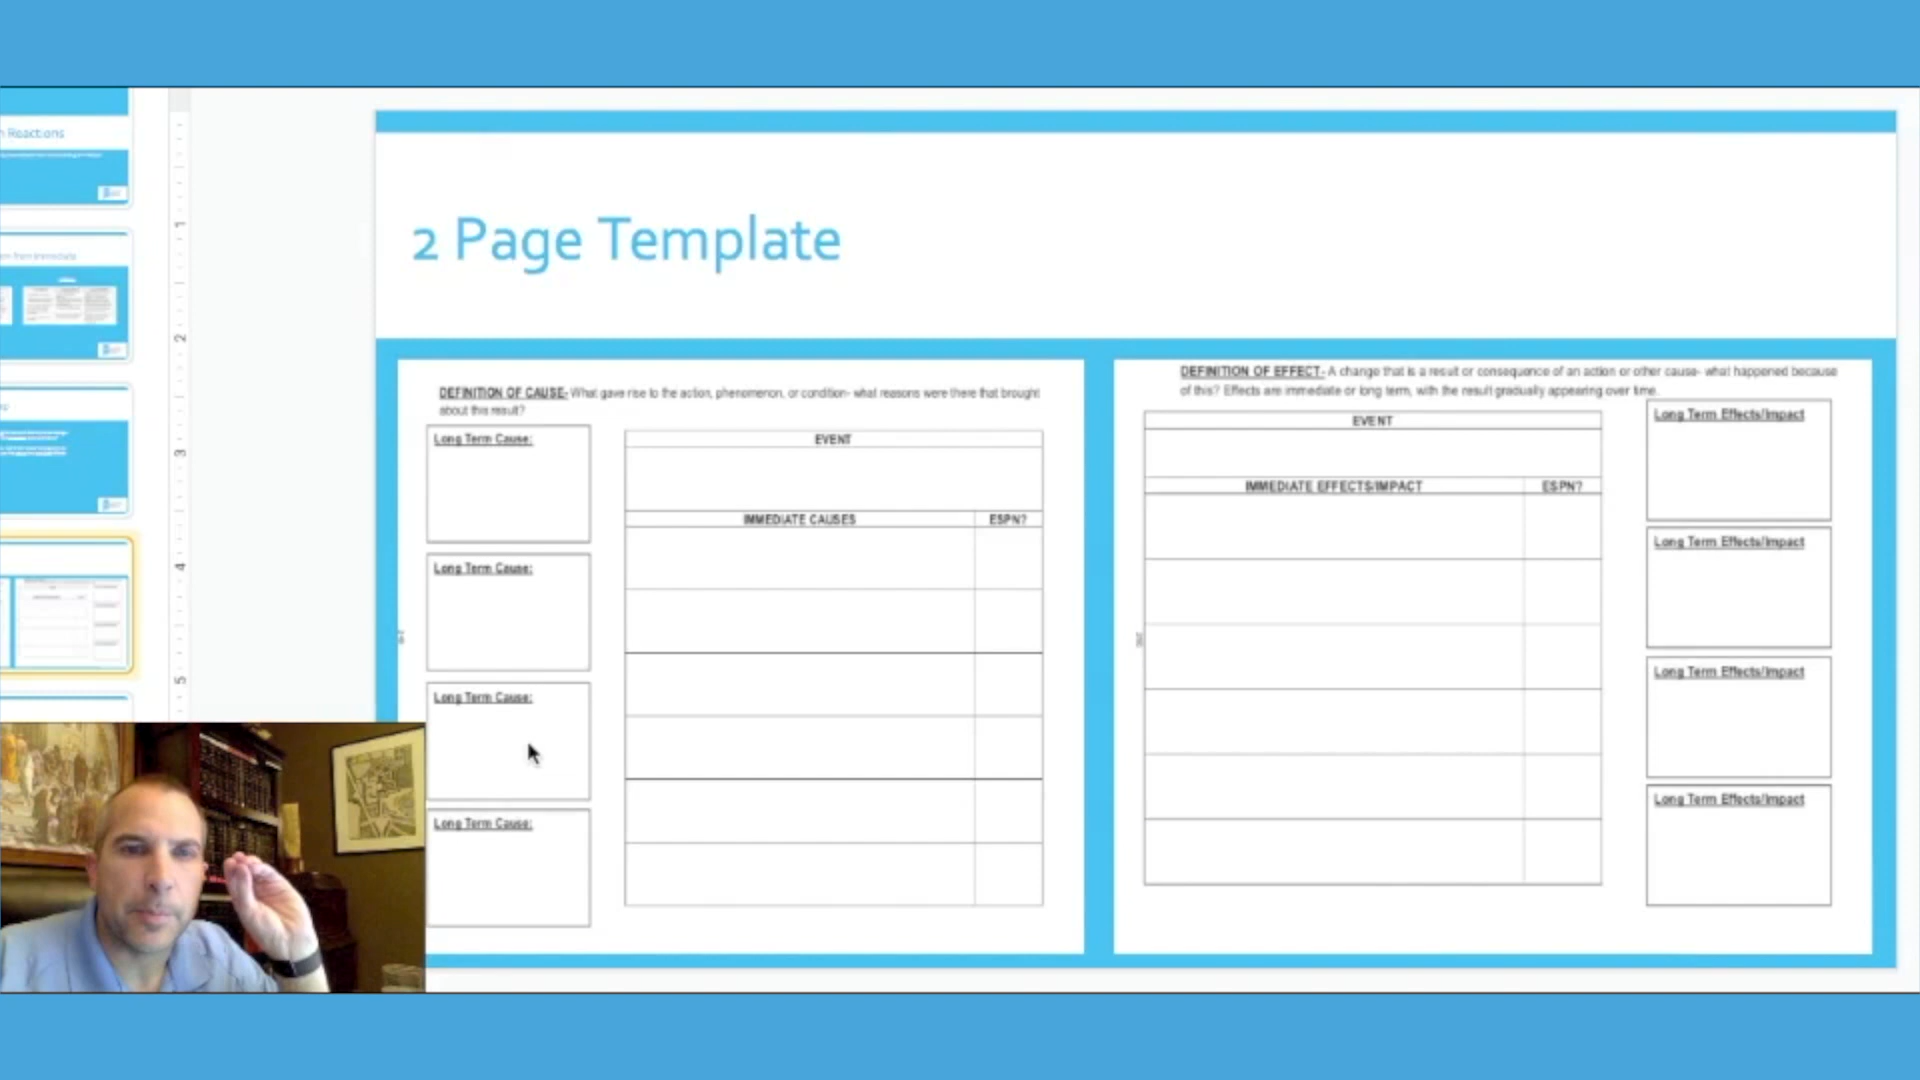 n Reactions
1
2
3
4
5
2 Page Template
DEFINITION OF CAUSE- What gave rise to the action, phenomenon, or condition- what reasons were there that brought
about this result?
Long Term Cause:
Long Term Cause:
Long Term Cause:
Long Term Cause:
EVENT
IMMEDIATE CAUSES ESPN?
DEFINITION OF EFFECT- A change that is a result or consequence of an action or other cause- what happened because
of this? Effects are immediate or long term, with the result gradually appearing over time.
EVENT
IMMEDIATE EFFECTS/IMPACT ESPN?
Long Term Effects/Impact
Long Term Effects/Impact
Long Term Effects/Impact
Long Term Effects/Impact